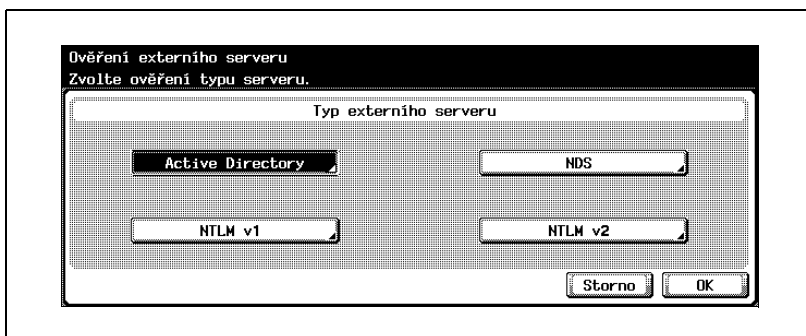 Ověření externího serveru
Zvolte ověření typu serveru.
Typ externího serveru
Active Directory
NDS
NTLM v1
NTLM v2
Storno
OK